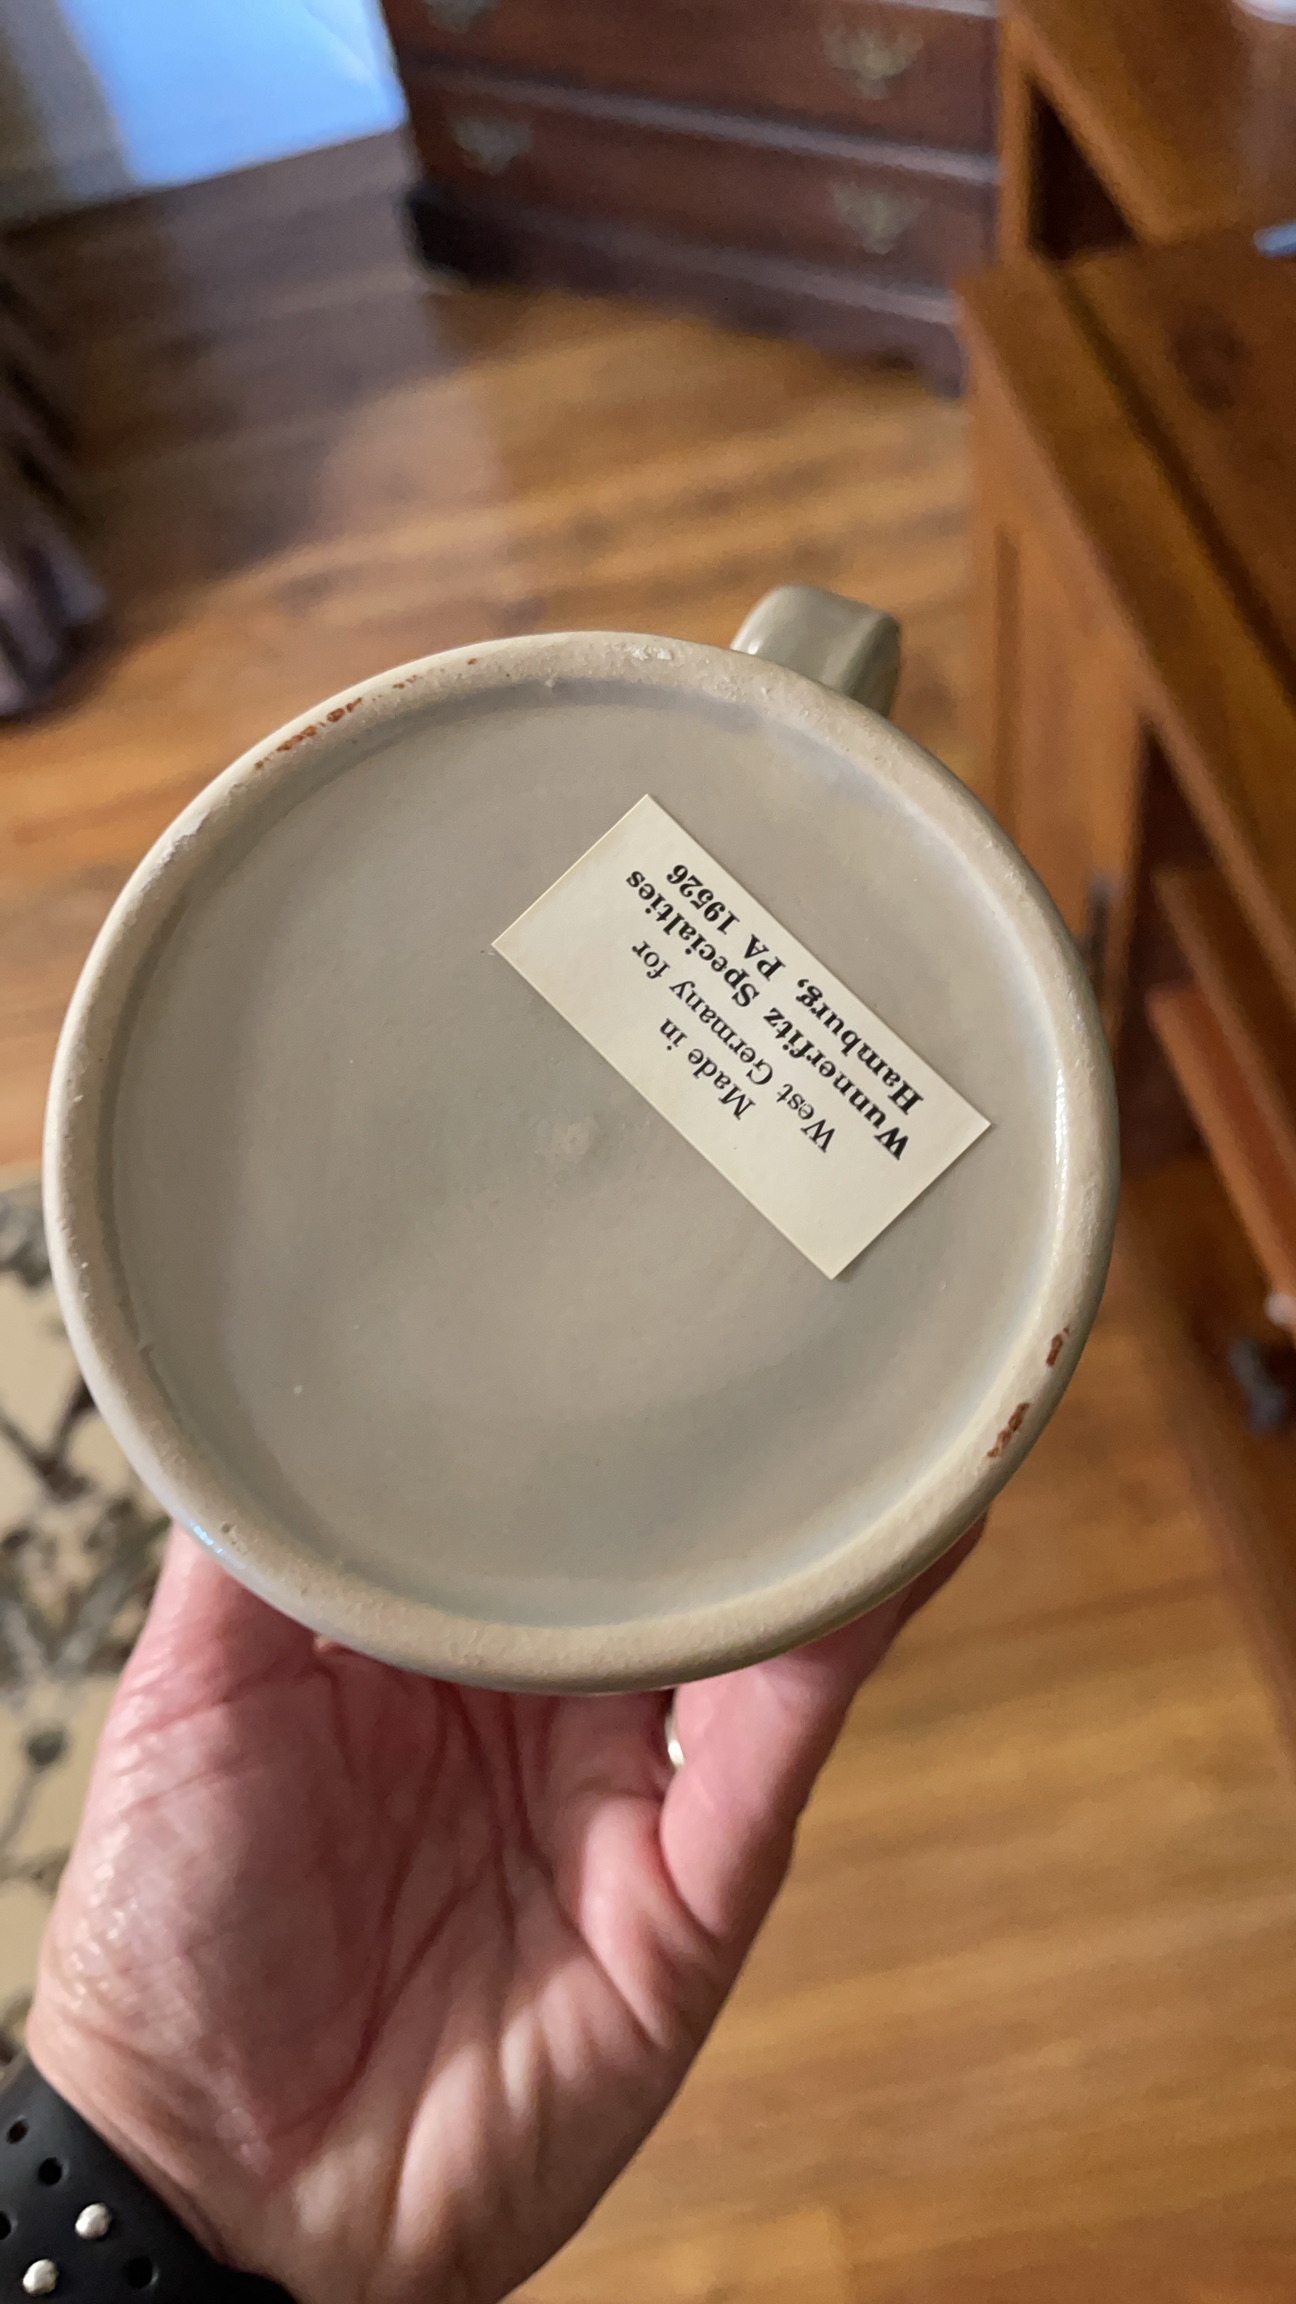 Made in
West Germany for
Wunnerfitz Specialties
Hamburg, PA 19526